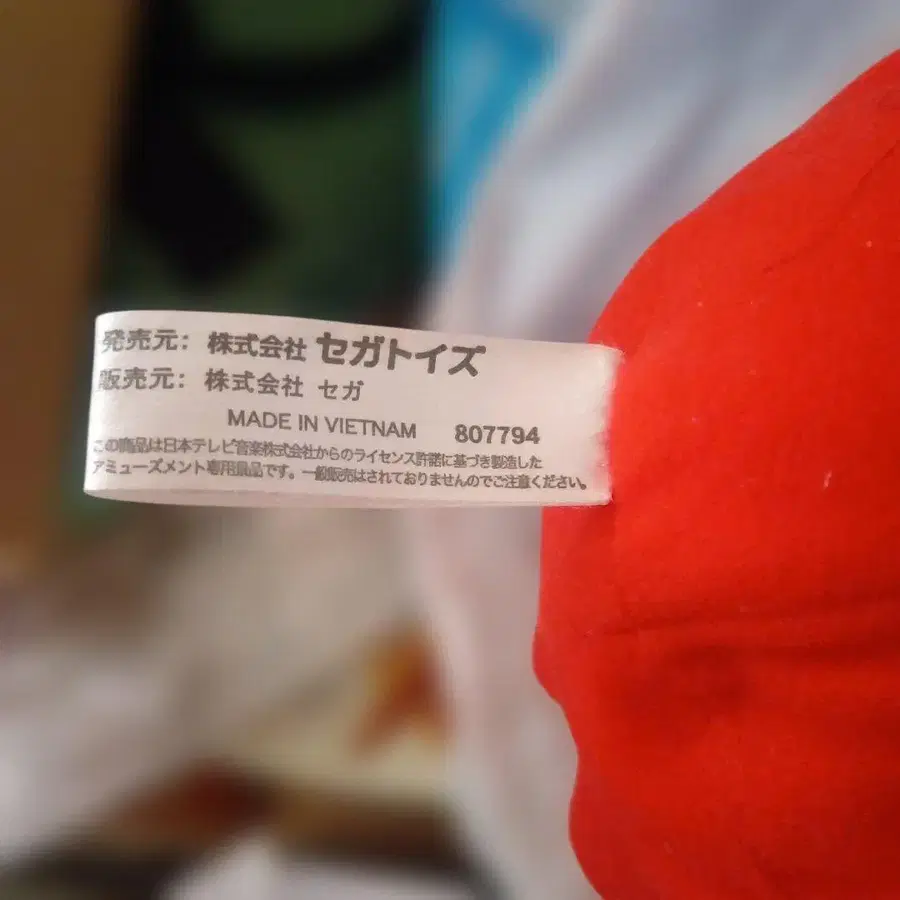 発売元: 株式会社 セガトイズ
販売元: 株式会社 セガ
MADE IN VIETNAM 807794
この商品は日本テレビ音楽株式会社からのライセンス許諾に基づき製造した
アミューズメント専用景品です。一般販売はされておりませんのでご注意ください。